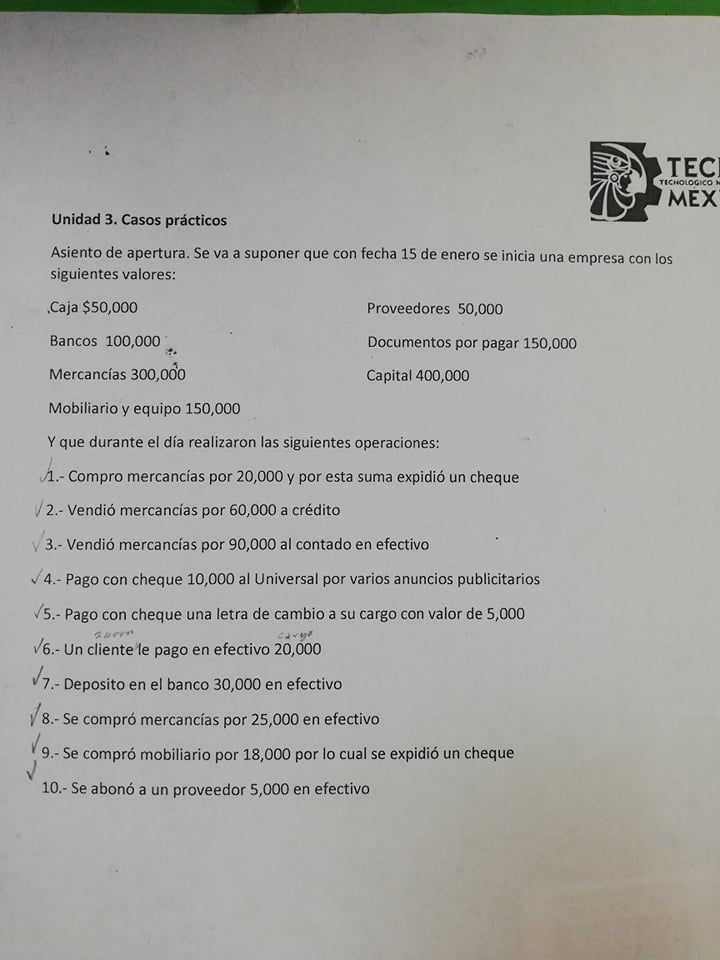 TEC
TECNOLÓGICO N
MEX
Unidad 3. Casos prácticos
Asiento de apertura. Se va a suponer que con fecha 15 de enero se inicia una empresa con los
siguientes valores:
Caja $50,000 Proveedores 50,000
Bancos 100,000 Documentos por pagar 150,000
Mercancías 300,000 Capital 400,000
Mobiliario y equipo 150,000
Y que durante el día realizaron las siguientes operaciones:
1.- Compro mercancías por 20,000 y por esta suma expidió un cheque
2.- Vendió mercancías por 60,000 a crédito
3.- Vendió mercancías por 90,000 al contado en efectivo
4.- Pago con cheque 10,000 al Universal por varios anuncios publicitarios
5.- Pago con cheque una letra de cambio a su cargo con valor de 5,000
abono cargo
6.- Un cliente le pago en efectivo 20,000
7.- Deposito en el banco 30,000 en efectivo
8.- Se compró mercancías por 25,000 en efectivo
9.- Se compró mobiliario por 18,000 por lo cual se expidió un cheque
10.- Se abonó a un proveedor 5,000 en efectivo